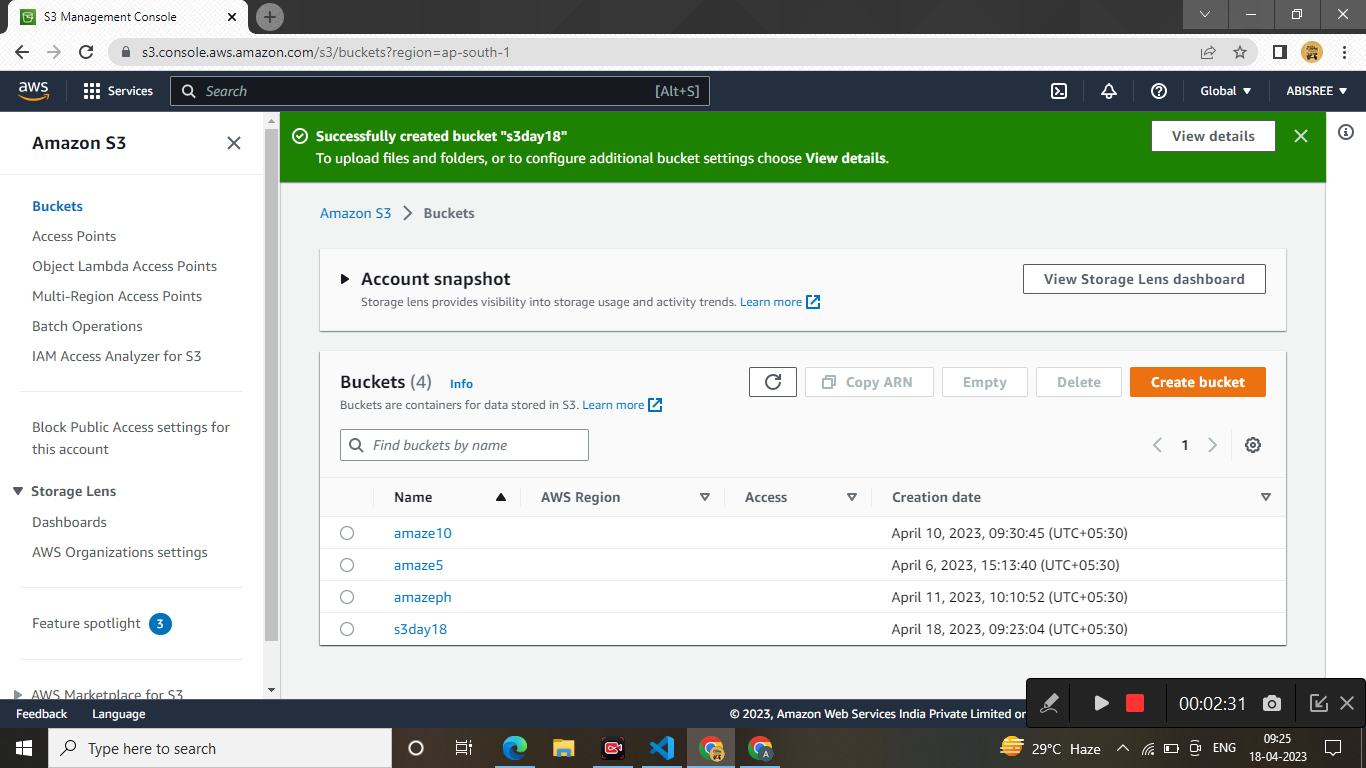 S3 Management Console
s3.console.aws.amazon.com/s3/buckets?region=ap-south-1
aws
Services
Search
[Alt+S]
Global
ABISREE
Amazon S3
Buckets
Access Points
Object Lambda Access Points
Multi-Region Access Points
Batch Operations
IAM Access Analyzer for S3
Block Public Access settings for
this account
Storage Lens
Dashboards
AWS Organizations settings
Feature spotlight 3
AWS Marketplace for S3
Successfully created bucket "s3day18"
To upload files and folders, or to configure additional bucket settings choose View details.
View details
Amazon S3 > Buckets
Account snapshot
Storage lens provides visibility into storage usage and activity trends. Learn more
View Storage Lens dashboard
Buckets (4) Info
Buckets are containers for data stored in S3. Learn more
Copy ARN
Empty
Delete
Create bucket
Find buckets by name
1
Name AWS Region Access Creation date
amaze10 April 10, 2023, 09:30:45 (UTC+05:30)
amaze5 April 6, 2023, 15:13:40 (UTC+05:30)
amazeph April 11, 2023, 10:10:52 (UTC+05:30)
s3day18 April 18, 2023, 09:23:04 (UTC+05:30)
Feedback Language
© 2023, Amazon Web Services India Private Limited or
00:02:31
Type here to search
A
29°C Haze
ENG
09:25
18-04-2023